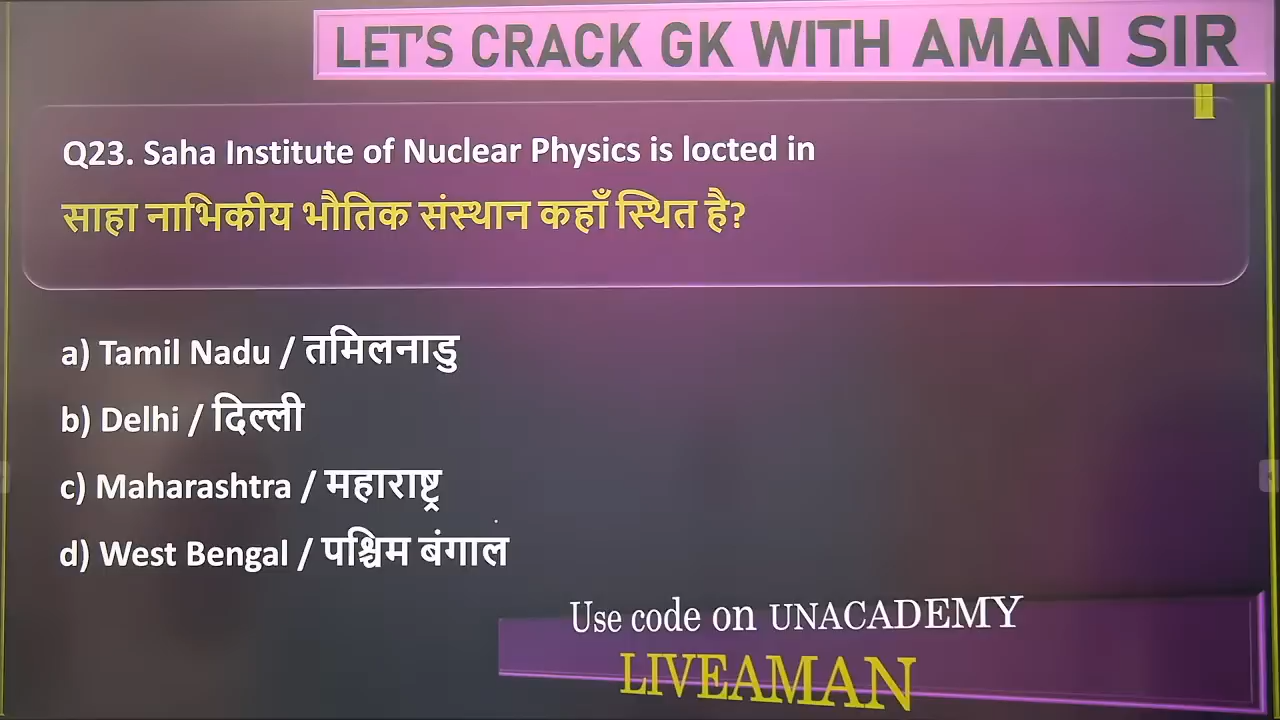 LET'S CRACK GK WITH AMAN SIR
Q23. Saha Institute of Nuclear Physics is locted in
साहा नाभिकीय भौतिक संस्थान कहाँ स्थित है?
a) Tamil Nadu / तमिलनाडु
b) Delhi / दिल्ली
c) Maharashtra / महाराष्ट्र
d) West Bengal / पश्चिम बंगाल
Use code on UNACADEMY
LIVEAMAN